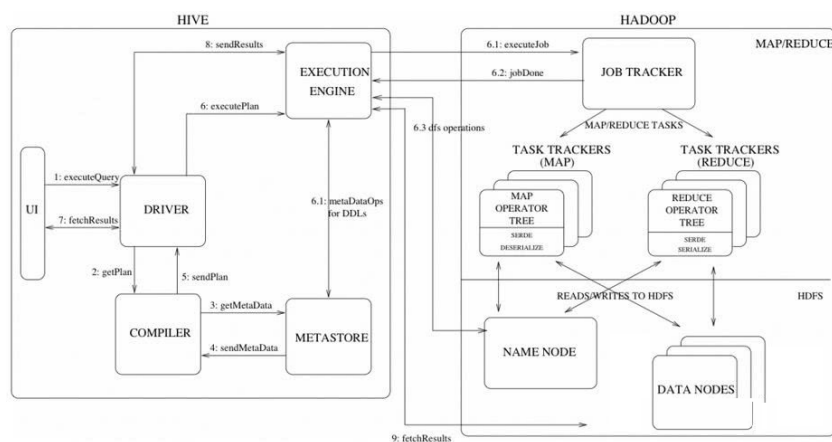 HIVE
HADOOP
8: sendResults
EXECUTION
ENGINE
6.1: executeJob
6.2: jobDone
JOB TRACKER
MAP/REDUCE
6: executePlan
6.3 dfs operations
MAP/REDUCE TASKS
TASK TRACKERS
(MAP)
TASK TRACKERS
(REDUCE)
UI
1: executeQuery
7: fetchResults
DRIVER
6.1: metaDataOps
for DDLs
MAP
OPERATOR
TREE
SERDE
DESERIALIZE
REDUCE
OPERATOR
TREE
SERDE
SERIALIZE
2: getPlan
5: sendPlan
READS/WRITES TO HDFS
HDFS
COMPILER
3: getMetaData
4: sendMetaData
METASTORE
NAME NODE
DATA NODES
9: fetchResults